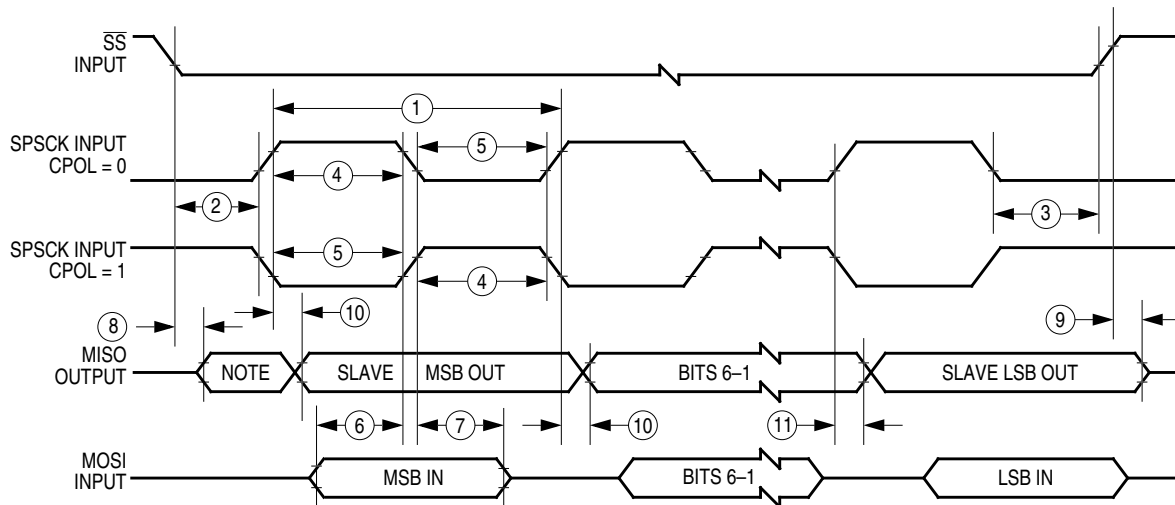 SS
INPUT
1
SPSCK INPUT
CPOL = 0
5
4
2
3
SPSCK INPUT
CPOL = 1
5
4
8
10
9
MISO
OUTPUT
NOTE
SLAVE
MSB OUT
BITS 6–1
SLAVE LSB OUT
6
7
10
11
MOSI
INPUT
MSB IN
BITS 6–1
LSB IN